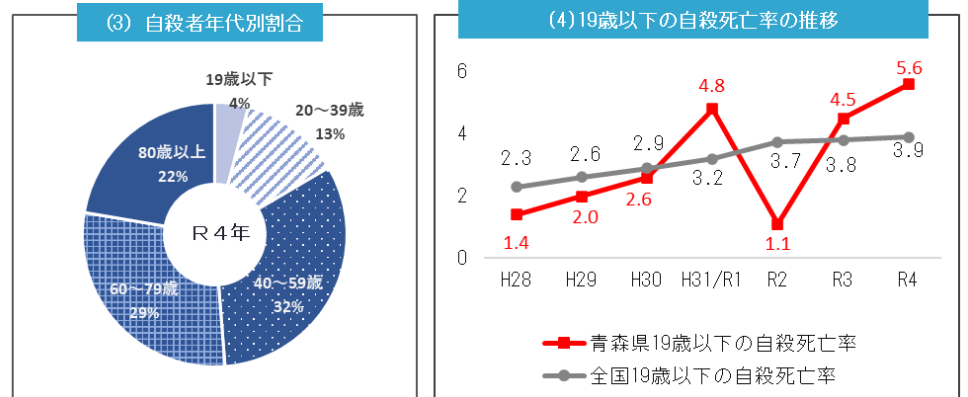 (3) 自殺者年代別割合
19歳以下
4%
20～39歳
13%
40～59歳
32%
60～79歳
29%
80歳以上
22%
R4年
(4)19歳以下の自殺死亡率の推移
6
4
2
0
2.3
2.6
2.9
3.2
3.7
3.8
3.9
1.4
2.0
2.6
4.8
1.1
4.5
5.6
H28 H29 H30 H31/R1 R2 R3 R4
青森県19歳以下の自殺死亡率
全国19歳以下の自殺死亡率